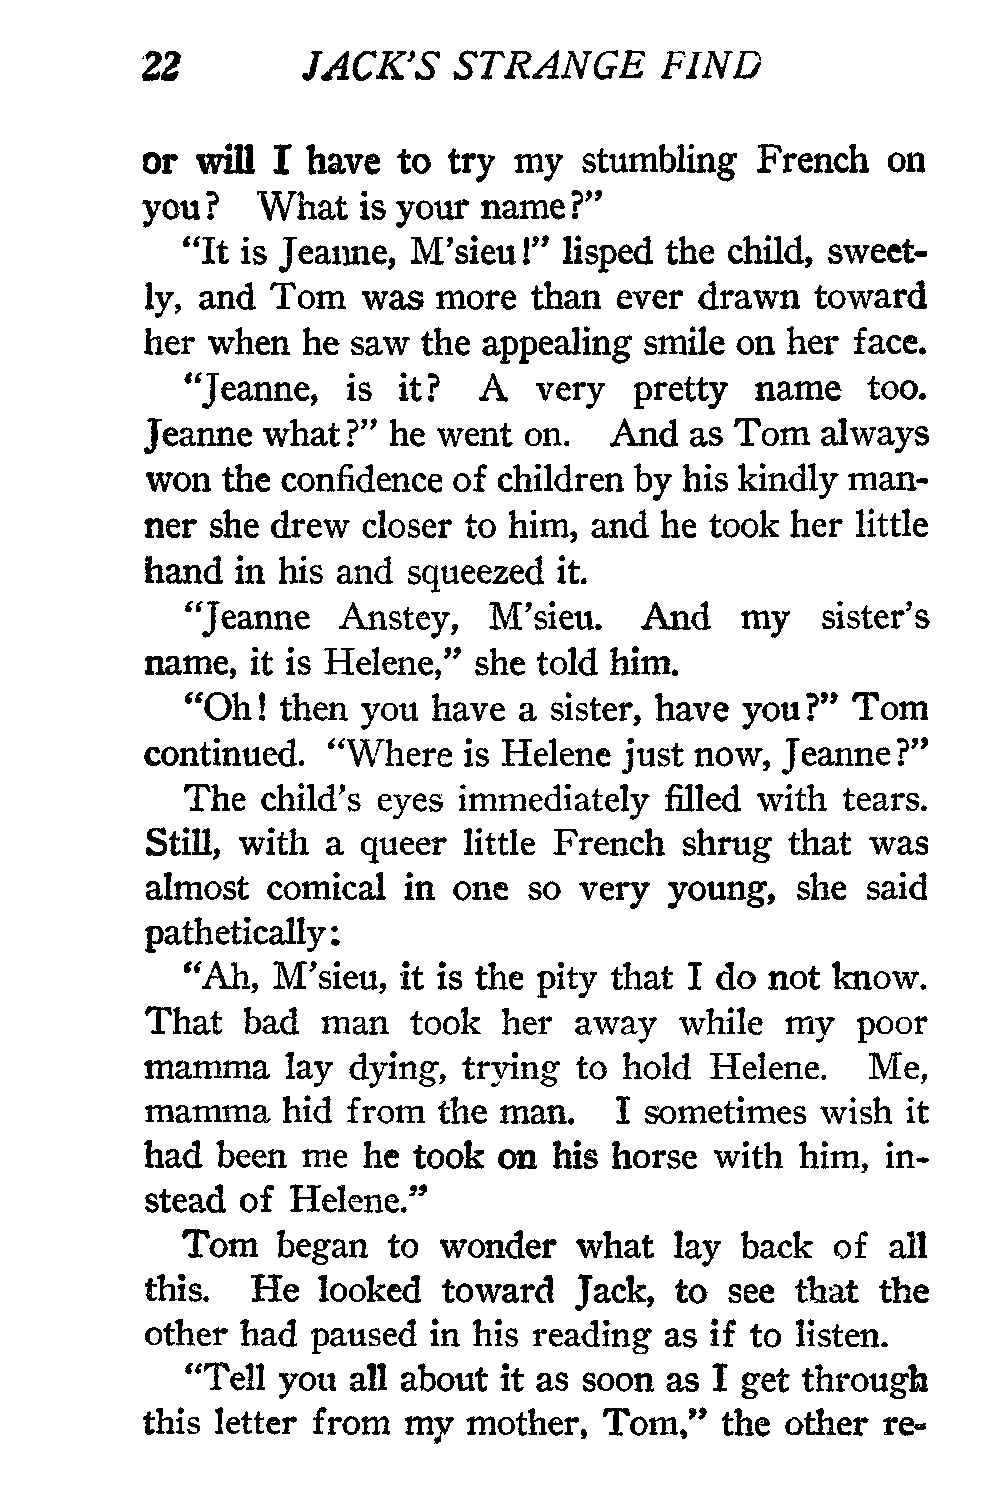 22 JACK'S STRANGE FIND
or will I have to try my stumbling French on
you? What is your name?"
"It is Jeanne, M'sieu!" lisped the child, sweet-
ly, and Tom was more than ever drawn toward
her when he saw the appealing smile on her face.
"Jeanne, is it? A very pretty name too.
Jeanne what?" he went on. And as Tom always
won the confidence of children by his kindly man-
ner she drew closer to him, and he took her little
hand in his and squeezed it.
"Jeanne Anstey, M'sieu. And my sister's
name, it is Helene," she told him.
"Oh! then you have a sister, have you?" Tom
continued. "Where is Helene just now, Jeanne?"
The child's eyes immediately filled with tears.
Still, with a queer little French shrug that was
almost comical in one so very young, she said
pathetically:
"Ah, M'sieu, it is the pity that I do not know.
That bad man took her away while my poor
mamma lay dying, trying to hold Helene. Me,
mamma hid from the man. I sometimes wish it
had been me he took on his horse with him, in-
stead of Helene."
Tom began to wonder what lay back of all
this. He looked toward Jack, to see that the
other had paused in his reading as if to listen.
"Tell you all about it as soon as I get through
this letter from my mother, Tom," the other re-